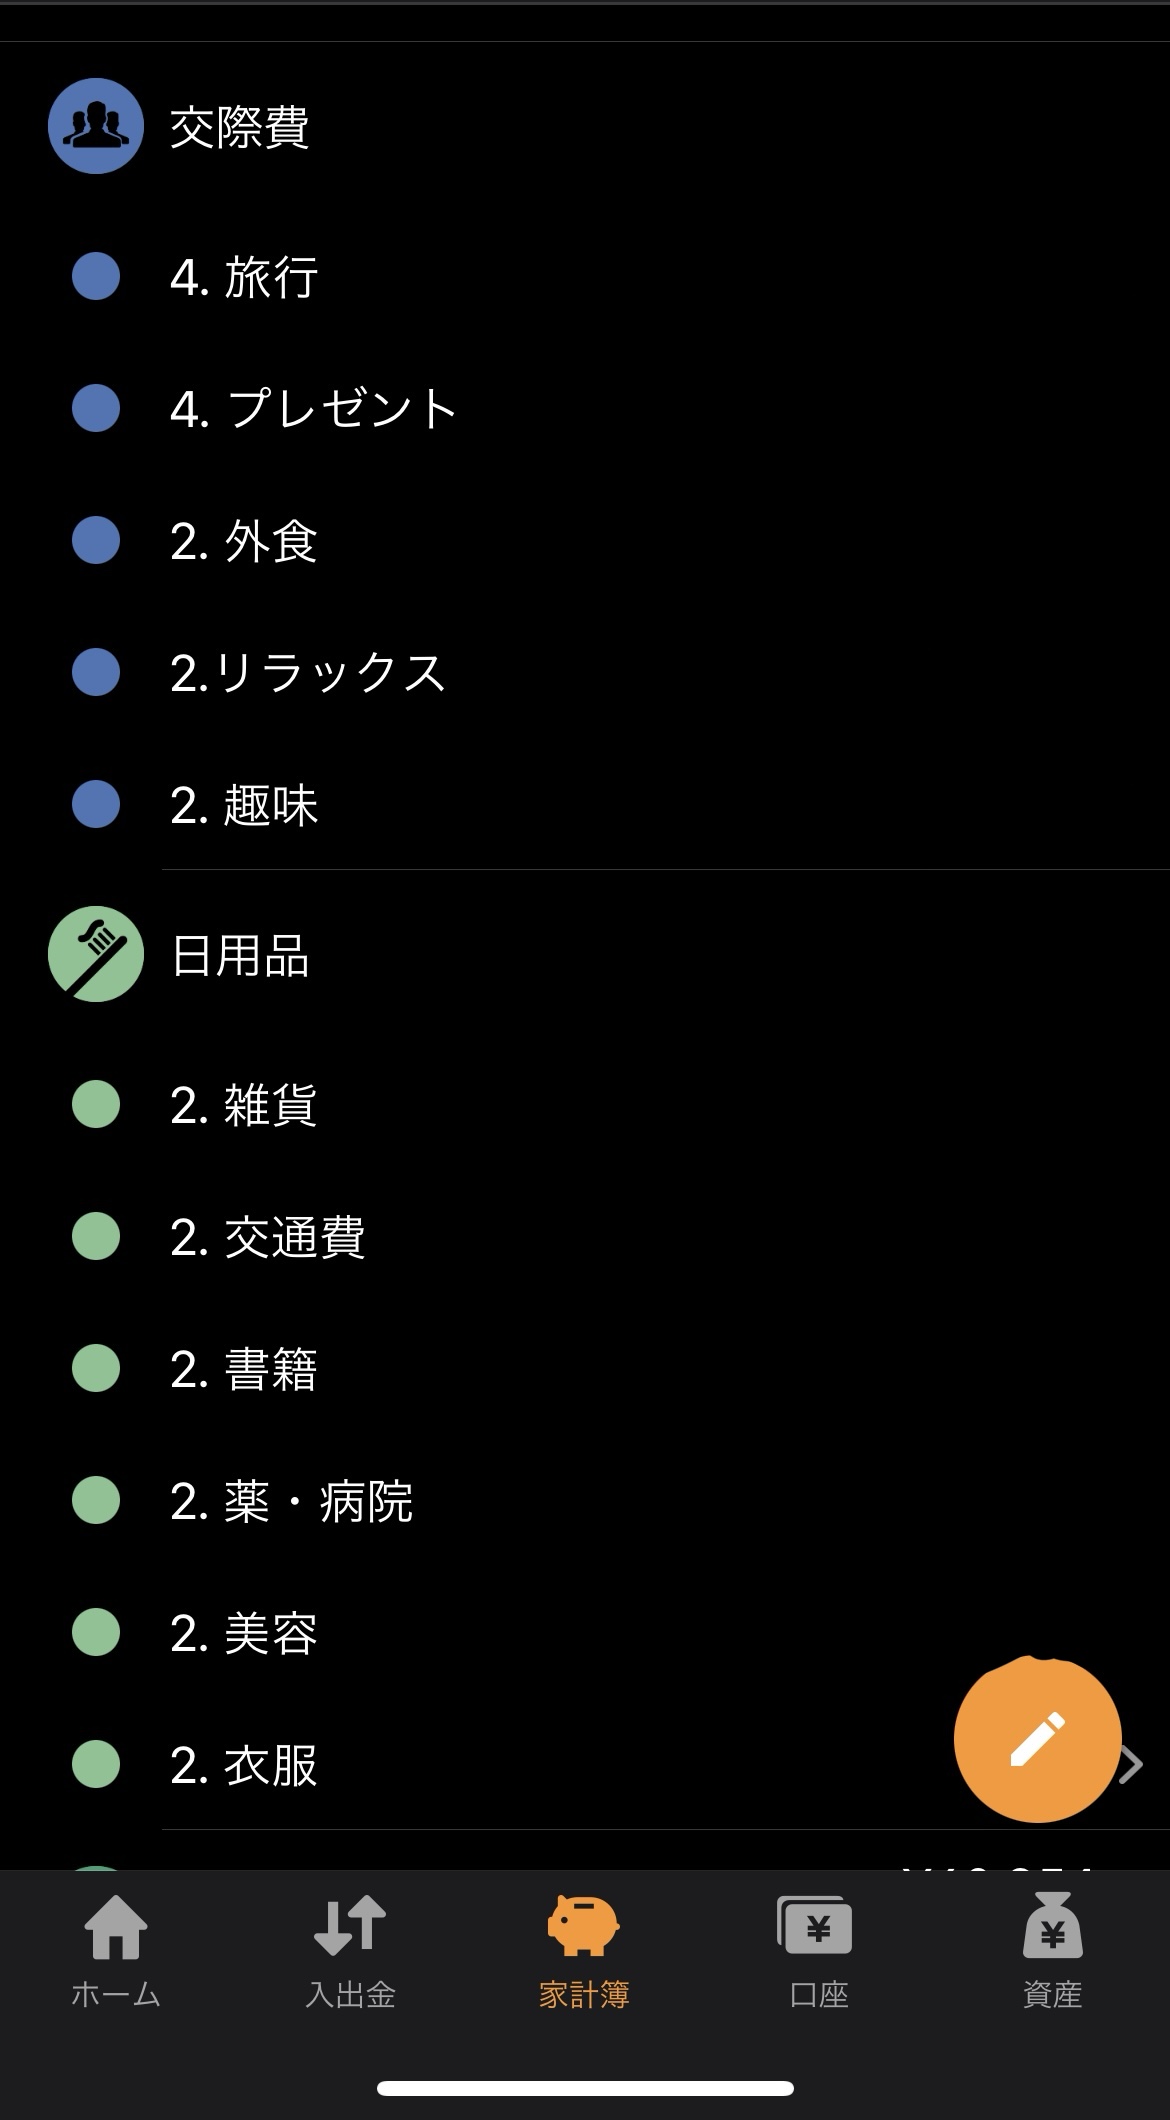 交際費
4. 旅行
4. プレゼント
2. 外食
2.リラックス
2. 趣味
日用品
2. 雑貨
2. 交通費
2. 書籍
2. 薬・病院
2. 美容
2. 衣服
ホーム
入出金
家計簿
口座
資産